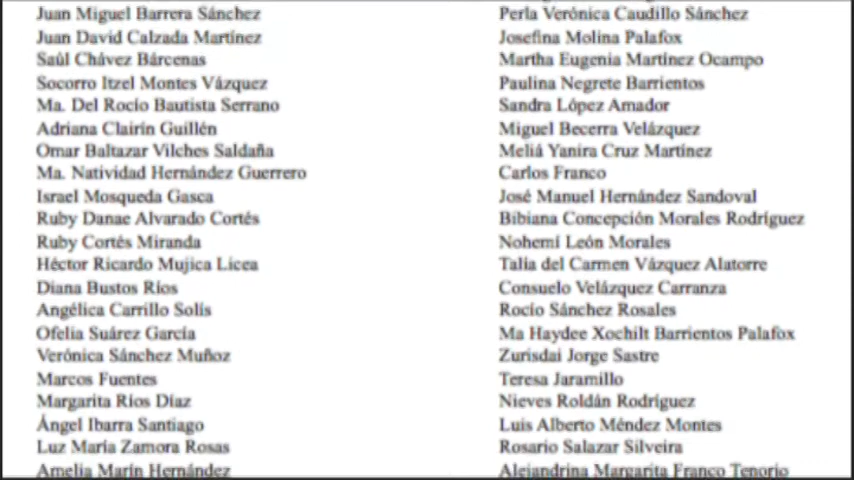 Juan Miguel Barrera Sánchez
Juan David Calzada Martínez
Saúl Chávez Bárcenas
Socorro Itzel Montes Vázquez
Ma. Del Rocío Bautista Serrano
Adriana Clairín Guillén
Omar Baltazar Vilches Saldaña
Ma. Natividad Hernández Guerrero
Israel Mosqueda Gasca
Ruby Danae Alvarado Cortés
Ruby Cortés Miranda
Héctor Ricardo Mujica Licea
Diana Bustos Ríos
Angélica Carrillo Solís
Ofelia Suárez García
Verónica Sánchez Muñoz
Marcos Fuentes
Margarita Ríos Díaz
Ángel Ibarra Santiago
Luz María Zamora Rosas
Amelia Marín Hernández
Perla Verónica Caudillo Sánchez
Josefina Molina Palafox
Martha Eugenia Martínez Ocampo
Paulina Negrete Barrientos
Sandra López Amador
Miguel Becerra Velázquez
Meliá Yanira Cruz Martínez
Carlos Franco
José Manuel Hernández Sandoval
Bibiana Concepción Morales Rodríguez
Nohemí León Morales
Talía del Carmen Vázquez Alatorre
Consuelo Velázquez Carranza
Rocío Sánchez Rosales
Ma Haydee Xochilt Barrientos Palafox
Zurisdai Jorge Sastre
Teresa Jaramillo
Nieves Roldán Rodríguez
Luis Alberto Méndez Montes
Rosario Salazar Silveira
Alejandrina Margarita Franco Tenorio